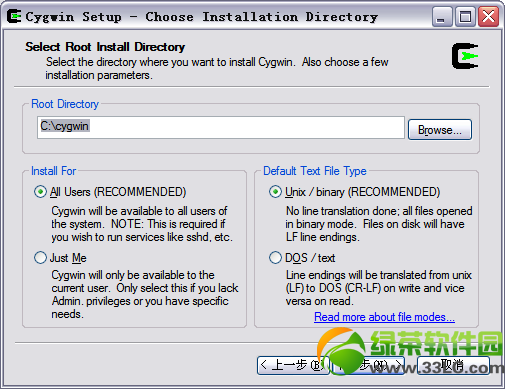 Cygwin Setup - Choose Installation Directory
Select Root Install Directory
Select the directory where you want to install Cygwin. Also choose a few
installation parameters.
Root Directory
C:\cygwin
Browse...
Install For
All Users (RECOMMENDED)
Cygwin will be available to all users of
the system. NOTE: This is required if
you wish to run services like sshd, etc.
Just Me
Cygwin will only be available to the
current user. Only select this if you lack
Admin. privileges or you have specific
needs.
Default Text File Type
Unix / binary (RECOMMENDED)
No line translation done; all files opened
in binary mode. Files on disk will have
LF line endings.
DOS / text
Line endings will be translated from unix
(LF) to DOS (CR-LF) on write and vice
versa on read.
Read more about file modes...
绿茶软件园
< 上一步(B)
取消
www.33LC.com